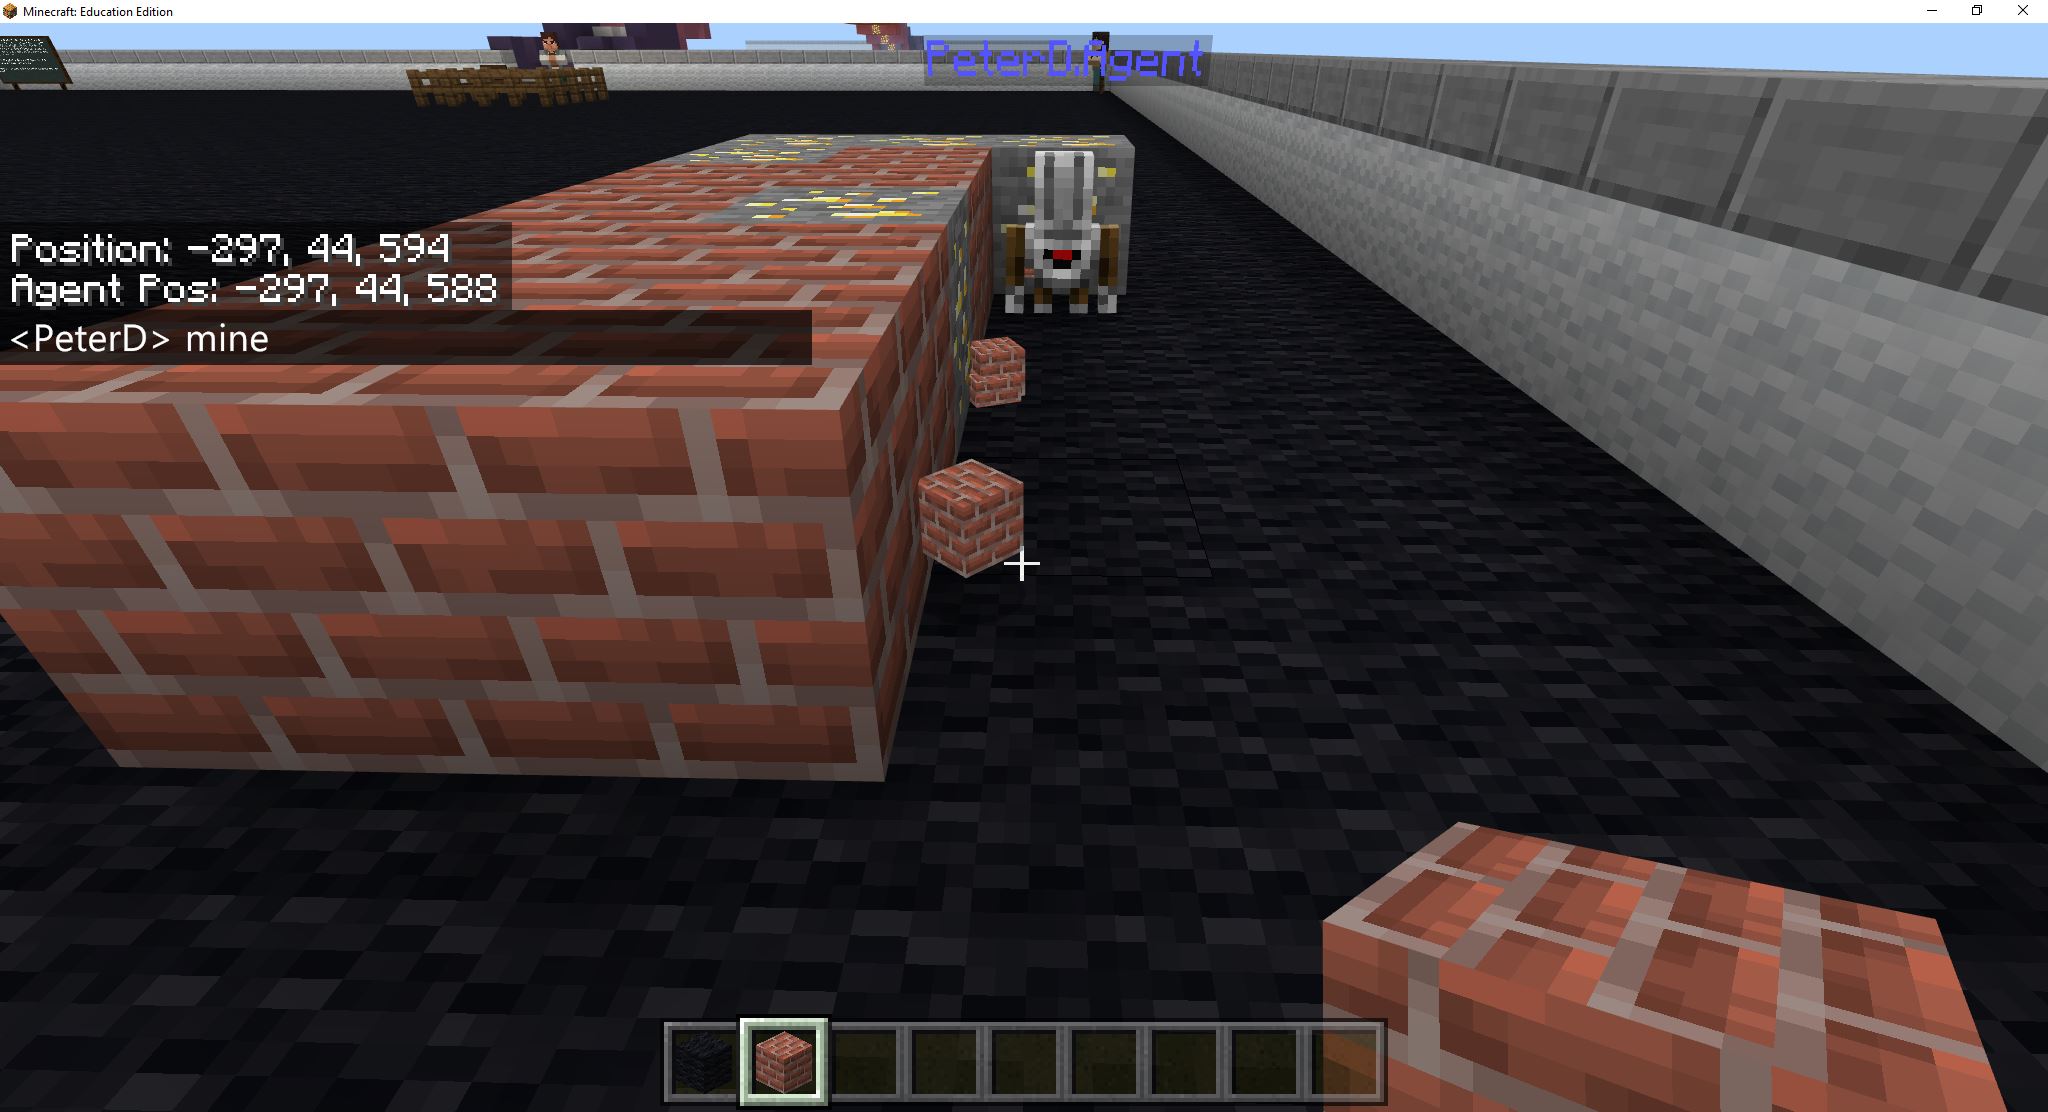 Minecraft: Education Edition
PeterD.Agent
Position: -297, 44, 594
Agent Pos: -297, 44, 588
<PeterD> mine